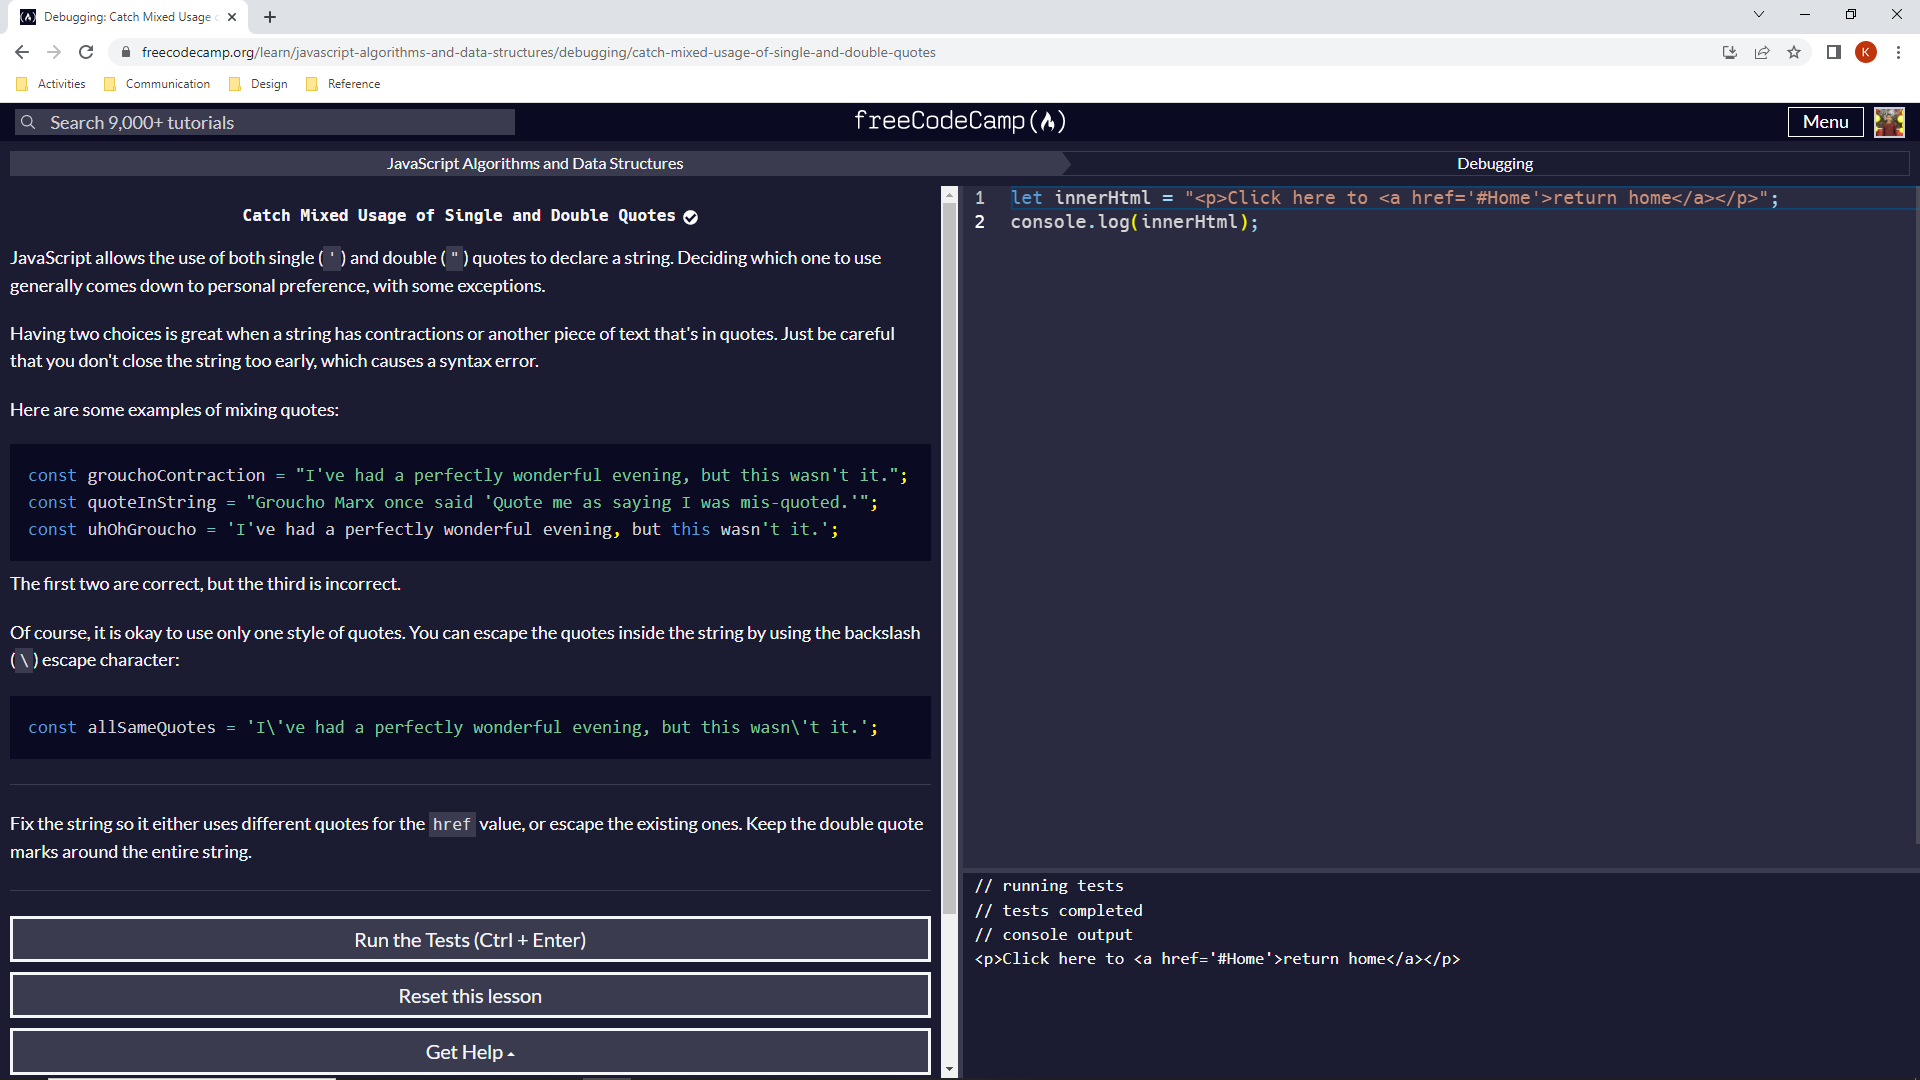 Debugging: Catch Mixed Usage
freecodecamp.org/learn/javascript-algorithms-and-data-structures/debugging/catch-mixed-usage-of-single-and-double-quotes
K
Activities Communication Design Reference
Search 9,000+ tutorials
freeCodeCamp
Menu
JavaScript Algorithms and Data Structures
Debugging
Catch Mixed Usage of Single and Double Quotes
JavaScript allows the use of both single (') and double (") quotes to declare a string. Deciding which one to use
generally comes down to personal preference, with some exceptions.
Having two choices is great when a string has contractions or another piece of text that's in quotes. Just be careful
that you don't close the string too early, which causes a syntax error.
Here are some examples of mixing quotes:
const grouchoContraction = "I've had a perfectly wonderful evening, but this wasn't it.";
const quoteInString = "Groucho Marx once said 'Quote me as saying I was mis-quoted.'";
const uhOhGroucho = 'I've had a perfectly wonderful evening, but this wasn't it.';
The first two are correct, but the third is incorrect.
Of course, it is okay to use only one style of quotes. You can escape the quotes inside the string by using the backslash
(\) escape character:
const allSameQuotes = 'I\'ve had a perfectly wonderful evening, but this wasn\'t it.';
Fix the string so it either uses different quotes for the href value, or escape the existing ones. Keep the double quote
marks around the entire string.
Run the Tests (Ctrl + Enter)
Reset this lesson
Get Help
1 let innerHtml = "<p>Click here to <a href='#Home'>return home</a></p>";
2 console.log(innerHtml);
// running tests
// tests completed
// console output
<p>Click here to <a href='#Home'>return home</a></p>